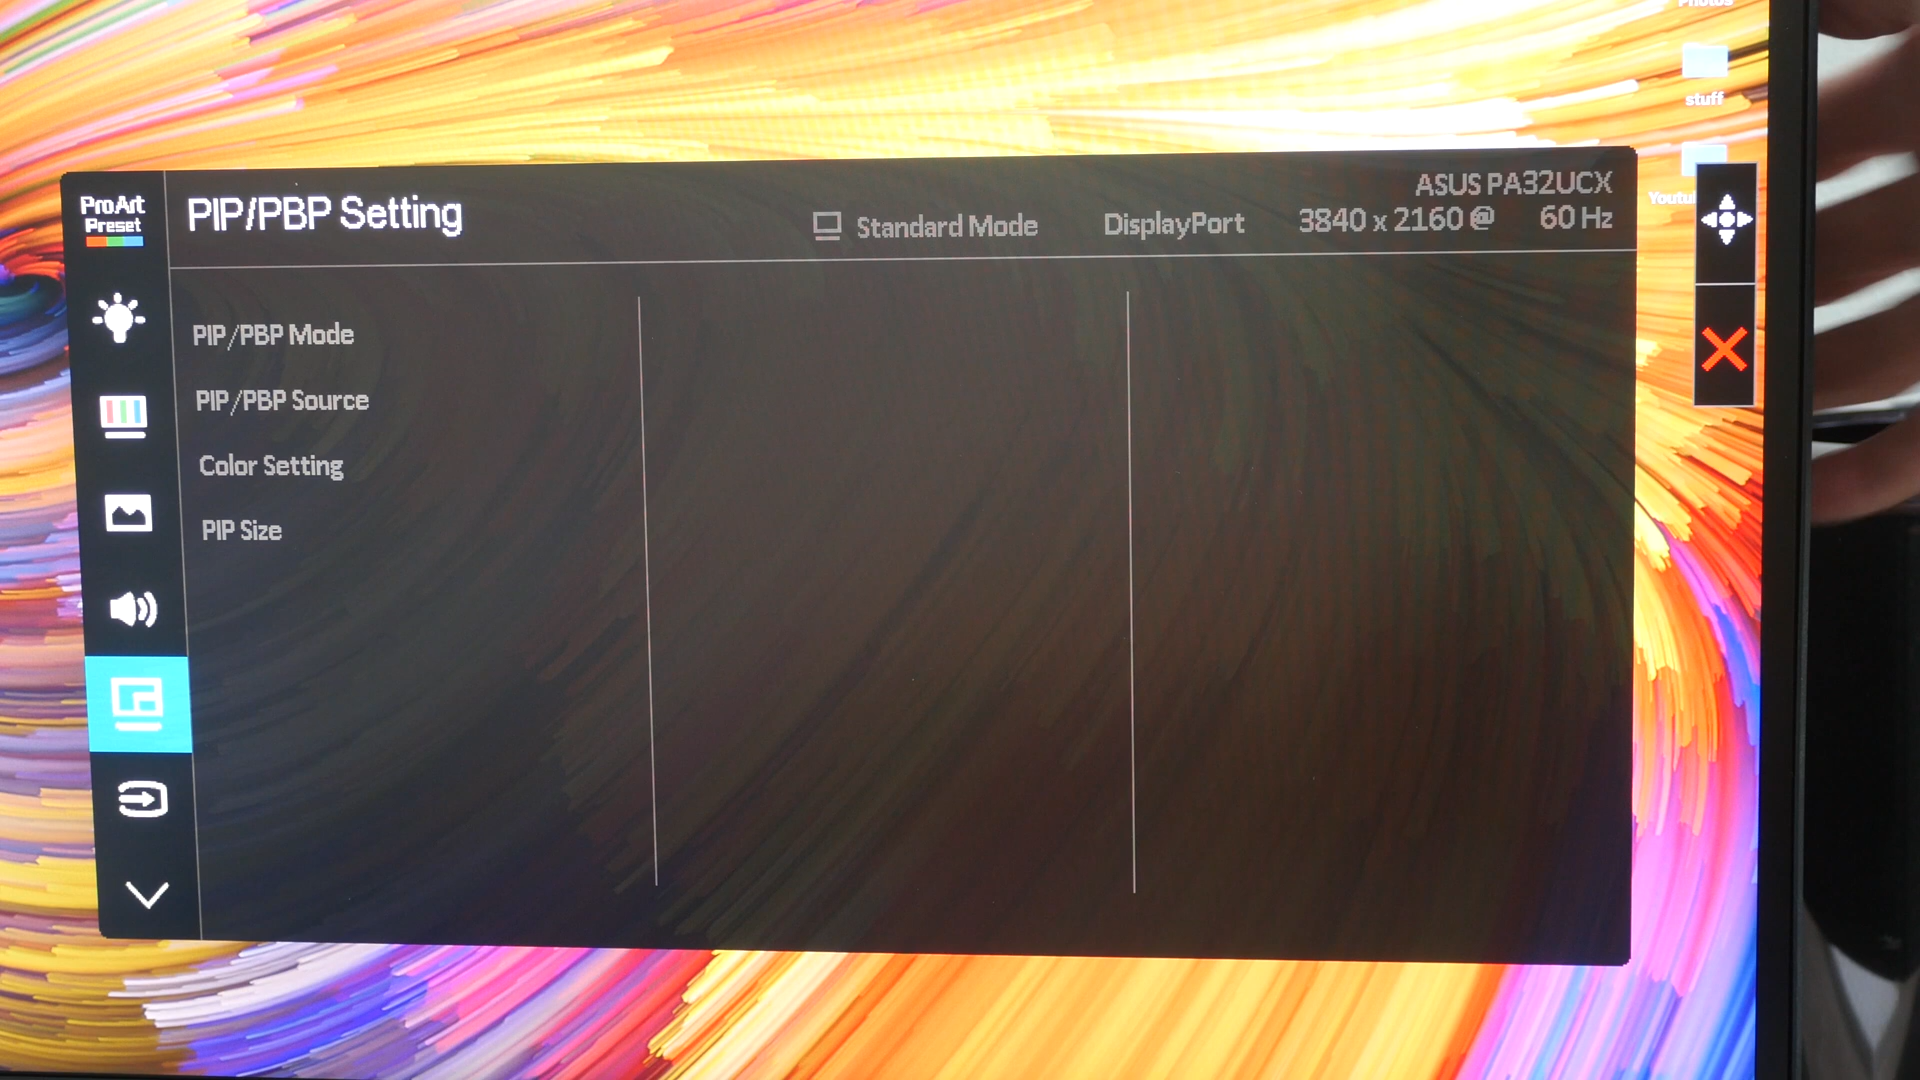 Photos
stuff
ASUS PA32UCX
ProArt
Preset
PIP/PBP Setting
Standard Mode DisplayPort 3840 x 2160 @ 60 Hz
PIP/PBP Mode
PIP/PBP Source
Color Setting
PIP Size